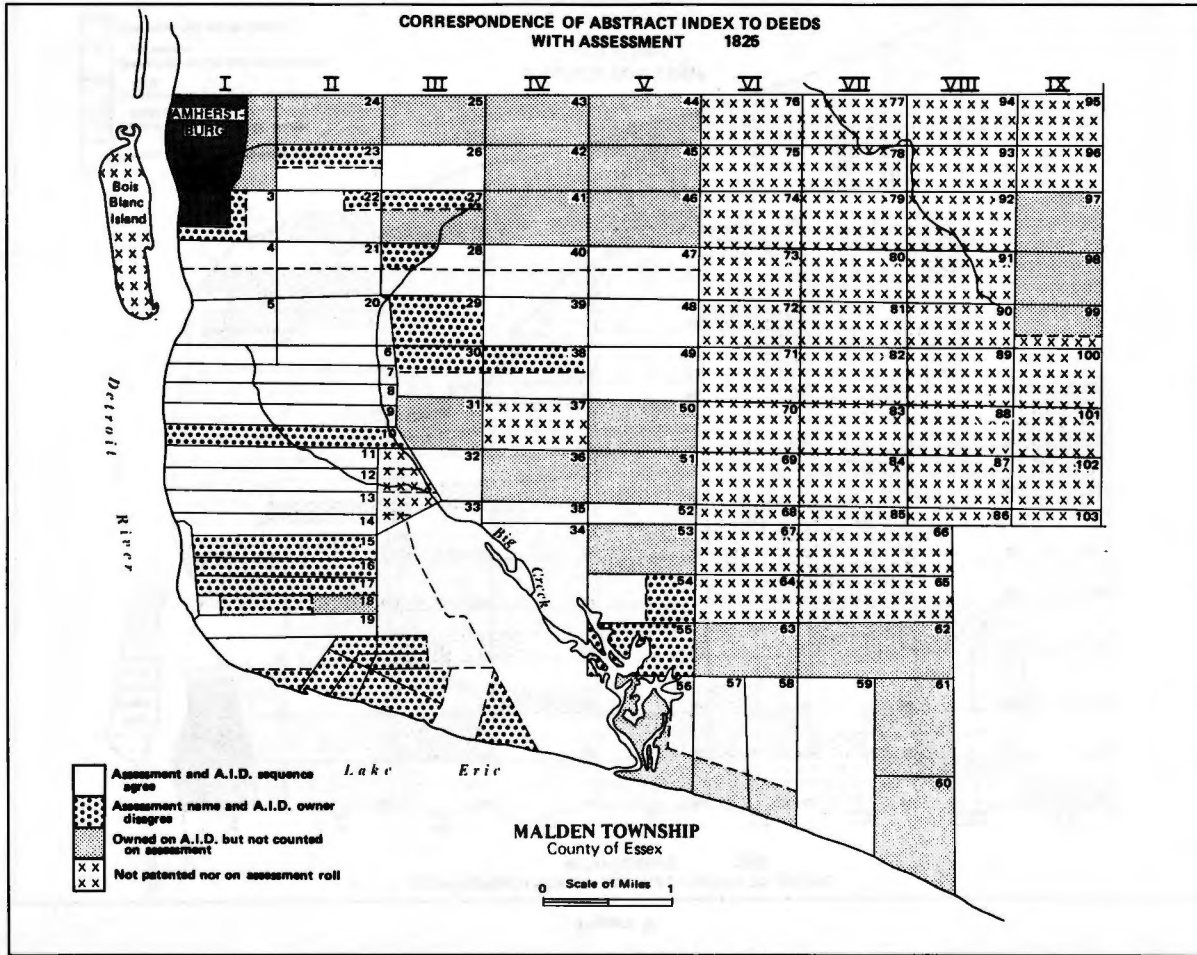 CORRESPONDENCE OF ABSTRACT INDEX TO DEEDS
WITH ASSESSMENT 1825
I II III IV V VI VII VIII IX
24 25 43 44 76 77 94 95
AMHERST-
BURG
23 26 42 45 75 78 93 96
Bois
Blanc
Island
3 22 27 41 46 74 79 92 97
4 21 28 40 47 73 80 91 98
5 20 29 39 48 72 81 90 99
6 30 38 49 71 82 89 100
7
8
9 31 37 50 70 83 88 101
10
11 32 36 51 69 84 87 102
12
13 33 35 52 68 85 86 103
14 34 53 67 66
15
16 54 64 65
17
18
19 55 63 62
56 57 58 59 61
60
Detroit River
Big Creek
Lake Erie
Assessment and A.I.D. sequence
agree
Assessment name and A.I.D. owner
disagree
Owned on A.I.D. but not counted
on assessment
Not patented nor on assessment roll
MALDEN TOWNSHIP
County of Essex
Scale of Miles
0 1